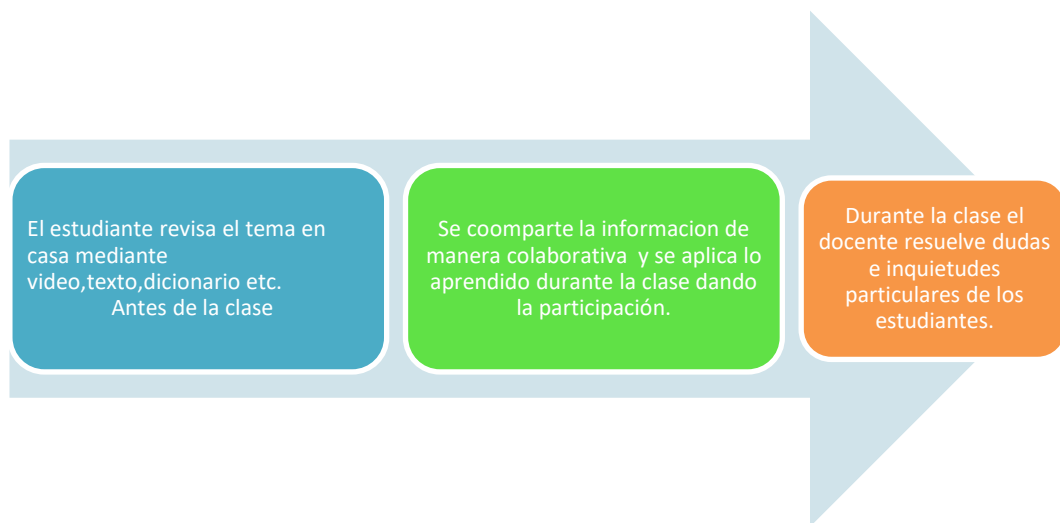 El estudiante revisa el tema en
casa mediante
video,texto,dicionario etc.
Antes de la clase
Se coomparte la informacion de
manera colaborativa  y se aplica lo
aprendido durante la clase dando
la participación.
Durante la clase el
docente resuelve dudas
e inquietudes
particulares de los
estudiantes.